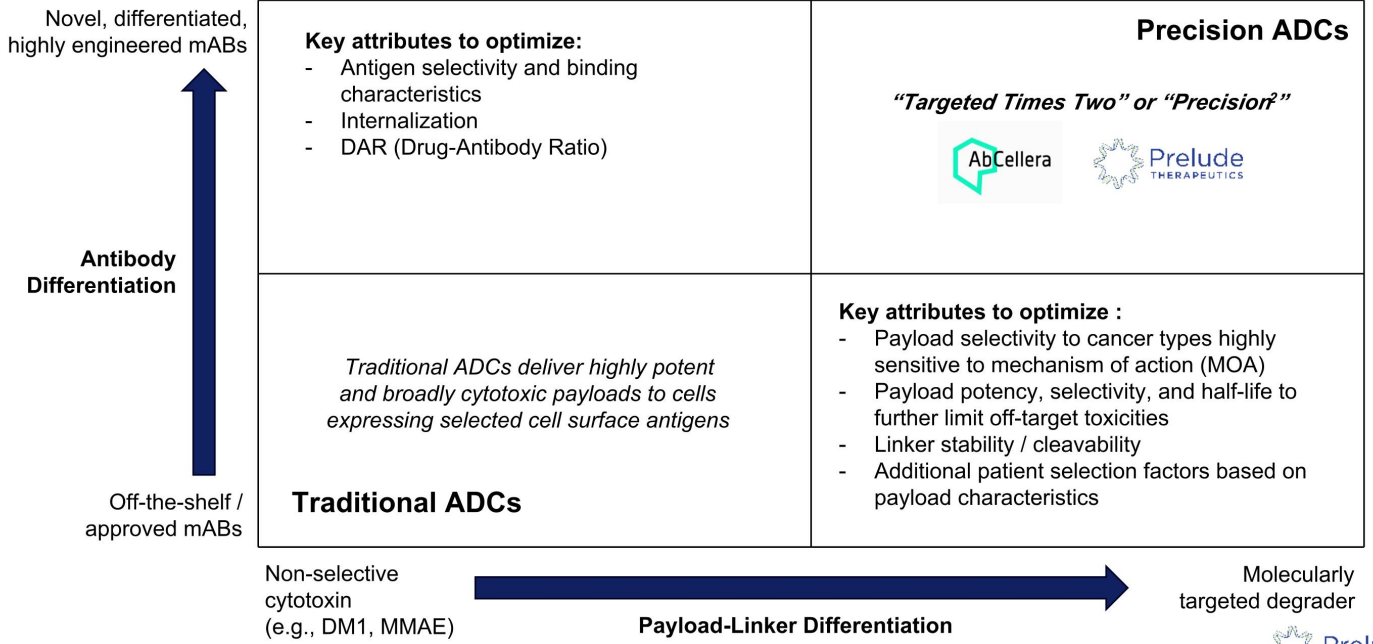 Novel, differentiated,
highly engineered mABs
Antibody
Differentiation
Off-the-shelf /
approved mABs
Key attributes to optimize:
- Antigen selectivity and binding
characteristics
- Internalization
- DAR (Drug-Antibody Ratio)
Precision ADCs
“Targeted Times Two” or “Precision²”
AbCellera
Prelude
THERAPEUTICS
Traditional ADCs deliver highly potent
and broadly cytotoxic payloads to cells
expressing selected cell surface antigens
Traditional ADCs
Key attributes to optimize :
- Payload selectivity to cancer types highly
sensitive to mechanism of action (MOA)
- Payload potency, selectivity, and half-life to
further limit off-target toxicities
- Linker stability / cleavability
- Additional patient selection factors based on
payload characteristics
Non-selective
cytotoxin
(e.g., DM1, MMAE)
Payload-Linker Differentiation
Molecularly
targeted degrader